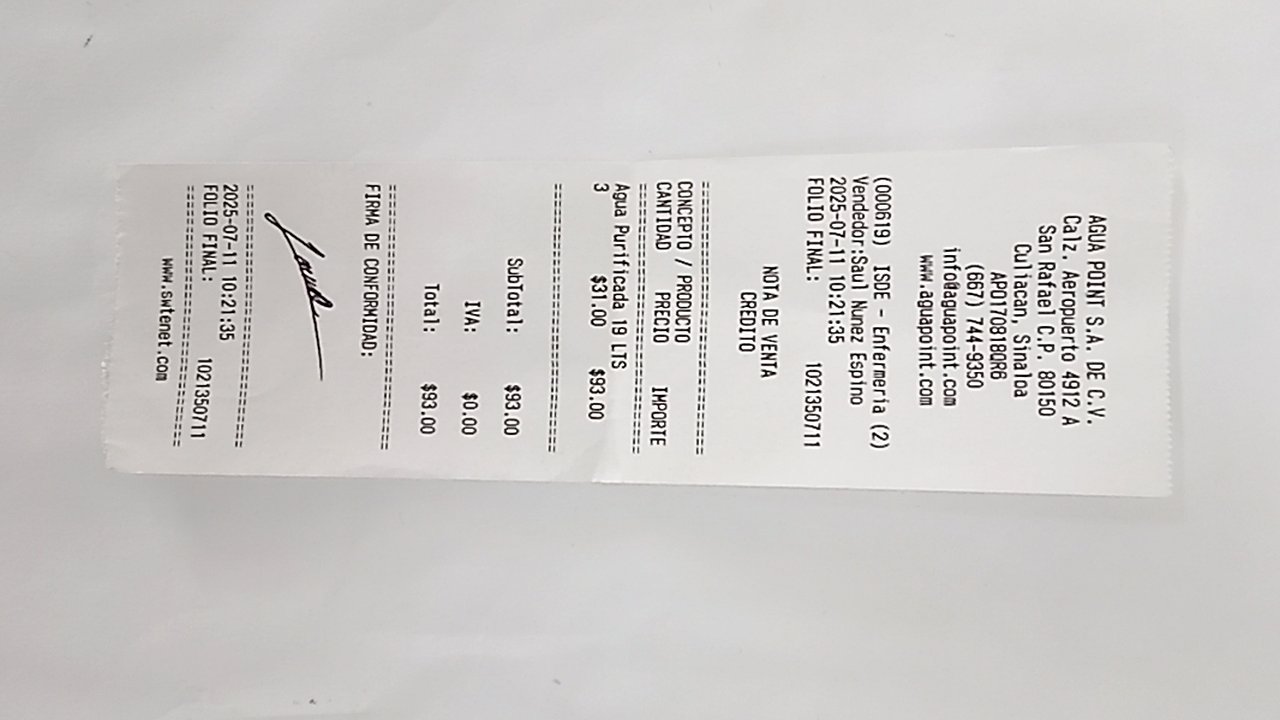 AGUA POINT S.A. DE C.V.
Calz. Aeropuerto 4912 A
San Rafael C.P. 80150
Culiacan, Sinaloa
APO170818QR6
(667) 744-9350
info@aguapoint.com
www.aguapoint.com
(000619) ISDE - Enfermeria (2)
Vendedor:Saul Nunez Espino
2025-07-11 10:21:35
FOLIO FINAL: 1021350711
NOTA DE VENTA
CREDITO
CONCEPTO / PRODUCTO
CANTIDAD PRECIO IMPORTE
Agua Purificada 19 LTS
3 $31.00 $93.00
SubTotal: $93.00
IVA: $0.00
Total: $93.00
FIRMA DE CONFORMIDAD:
2025-07-11 10:21:35
FOLIO FINAL: 1021350711
www.swtenet.com